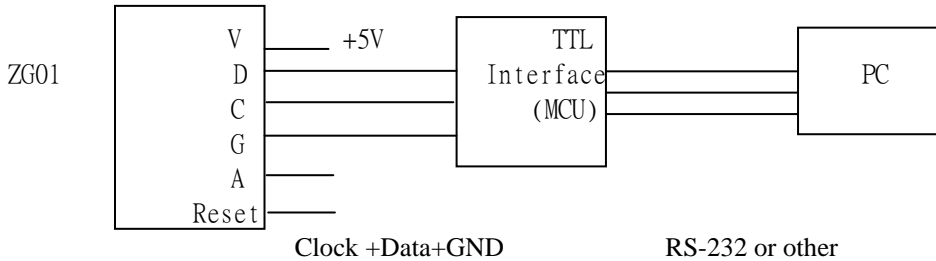 V +5V TTL
ZG01 D Interface PC
C (MCU)
G
A
Reset
Clock +Data+GND RS-232 or other